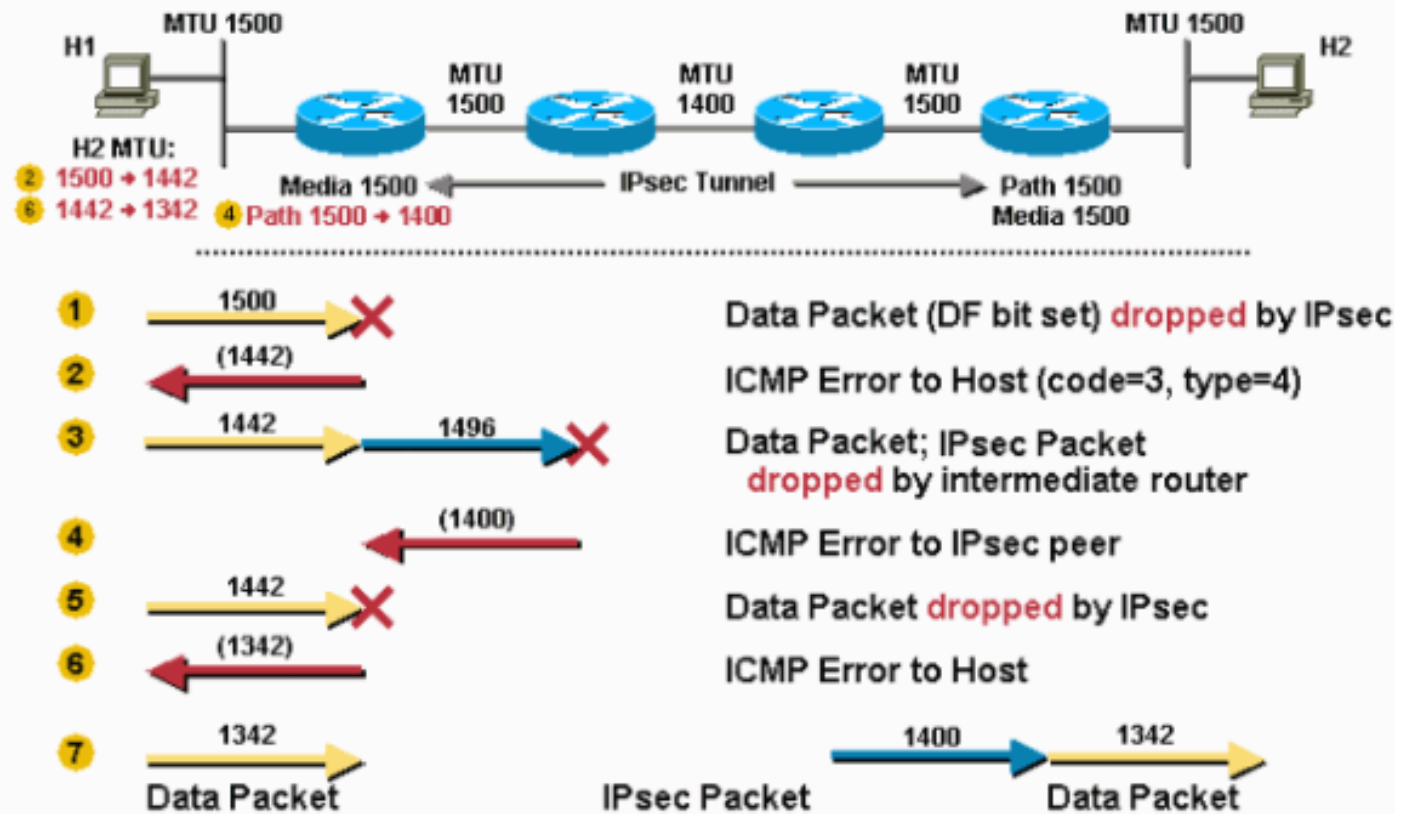 H1
MTU 1500
MTU 1500
H2
MTU
1500
MTU
1400
MTU
1500
H2 MTU:
2 1500 → 1442
6 1442 → 1342
Media 1500
IPsec Tunnel
Path 1500
4 Path 1500 → 1400
Media 1500
1 1500 Data Packet (DF bit set) dropped by IPsec
2 (1442) ICMP Error to Host (code=3, type=4)
3 1442 1496 Data Packet; IPsec Packet
dropped by intermediate router
4 (1400) ICMP Error to IPsec peer
5 1442 Data Packet dropped by IPsec
6 (1342) ICMP Error to Host
7 1342 1400 1342
Data Packet IPsec Packet Data Packet